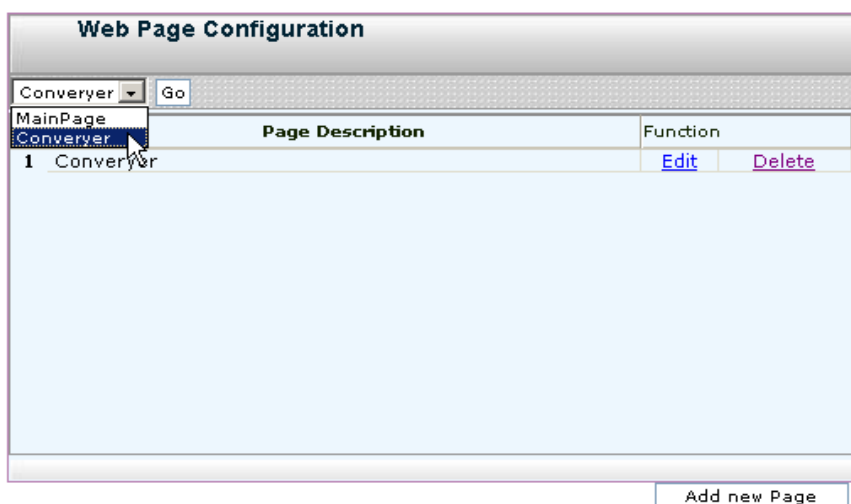 Web Page Configuration
Converyer Go
MainPage
Converyer
Page Description Function
1 Converyer Edit Delete
Add new Page